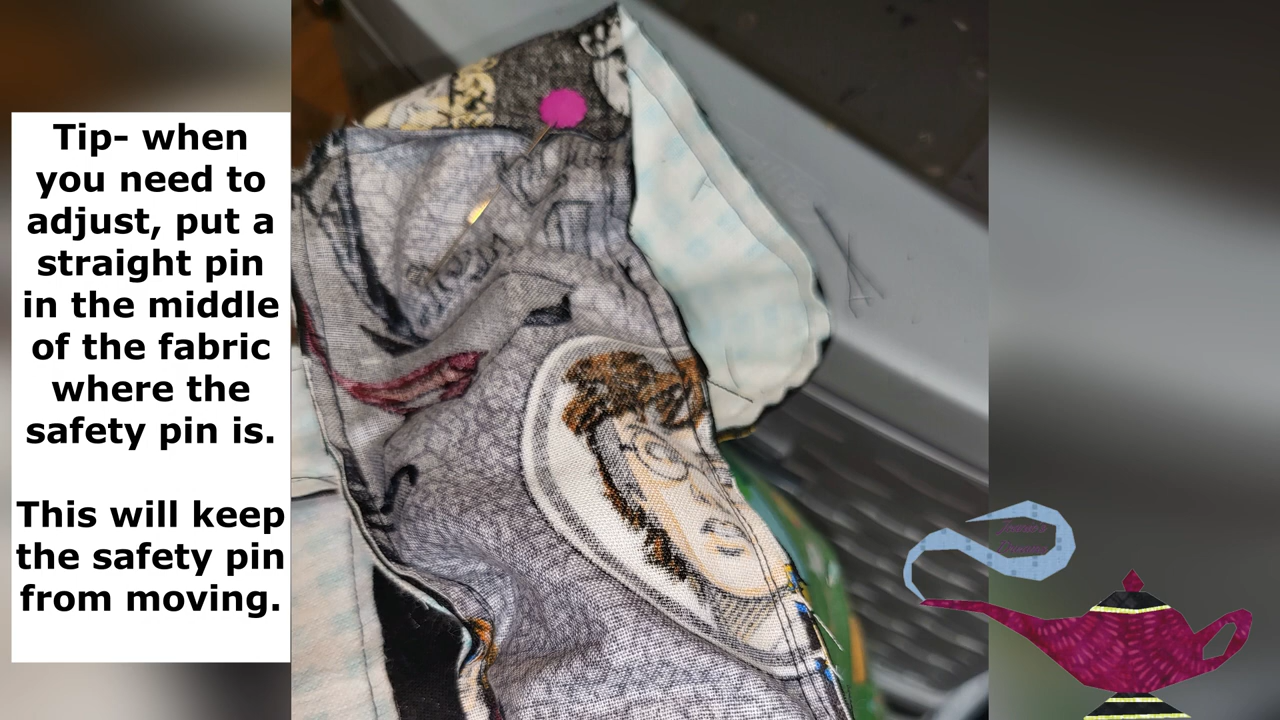 Tip- when
you need to
adjust, put a
straight pin
in the middle
of the fabric
where the
safety pin is.
This will keep
the safety pin
from moving.